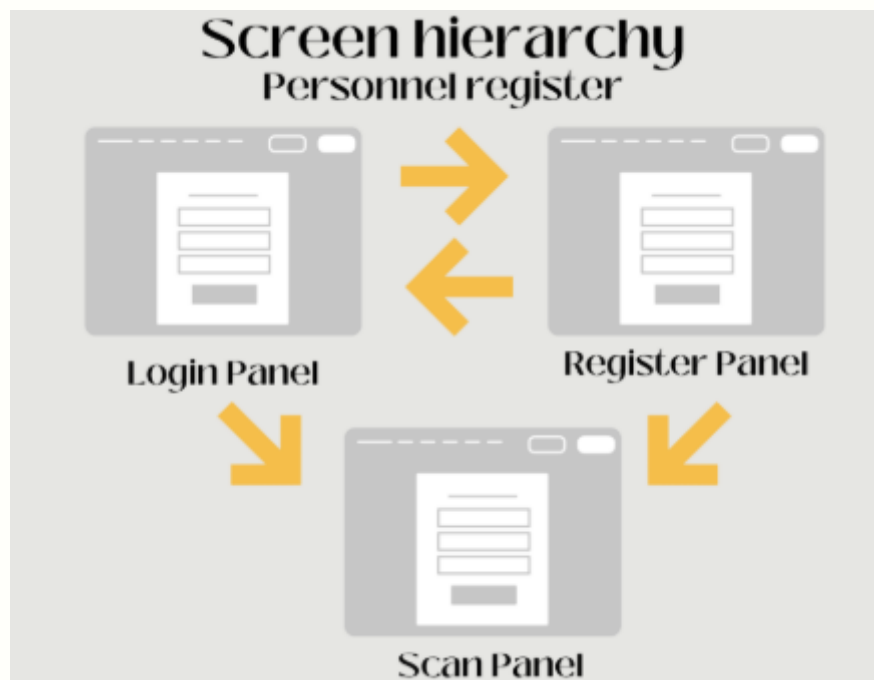 Screen hierarchy
Personnel register
Login Panel
Register Panel
Scan Panel